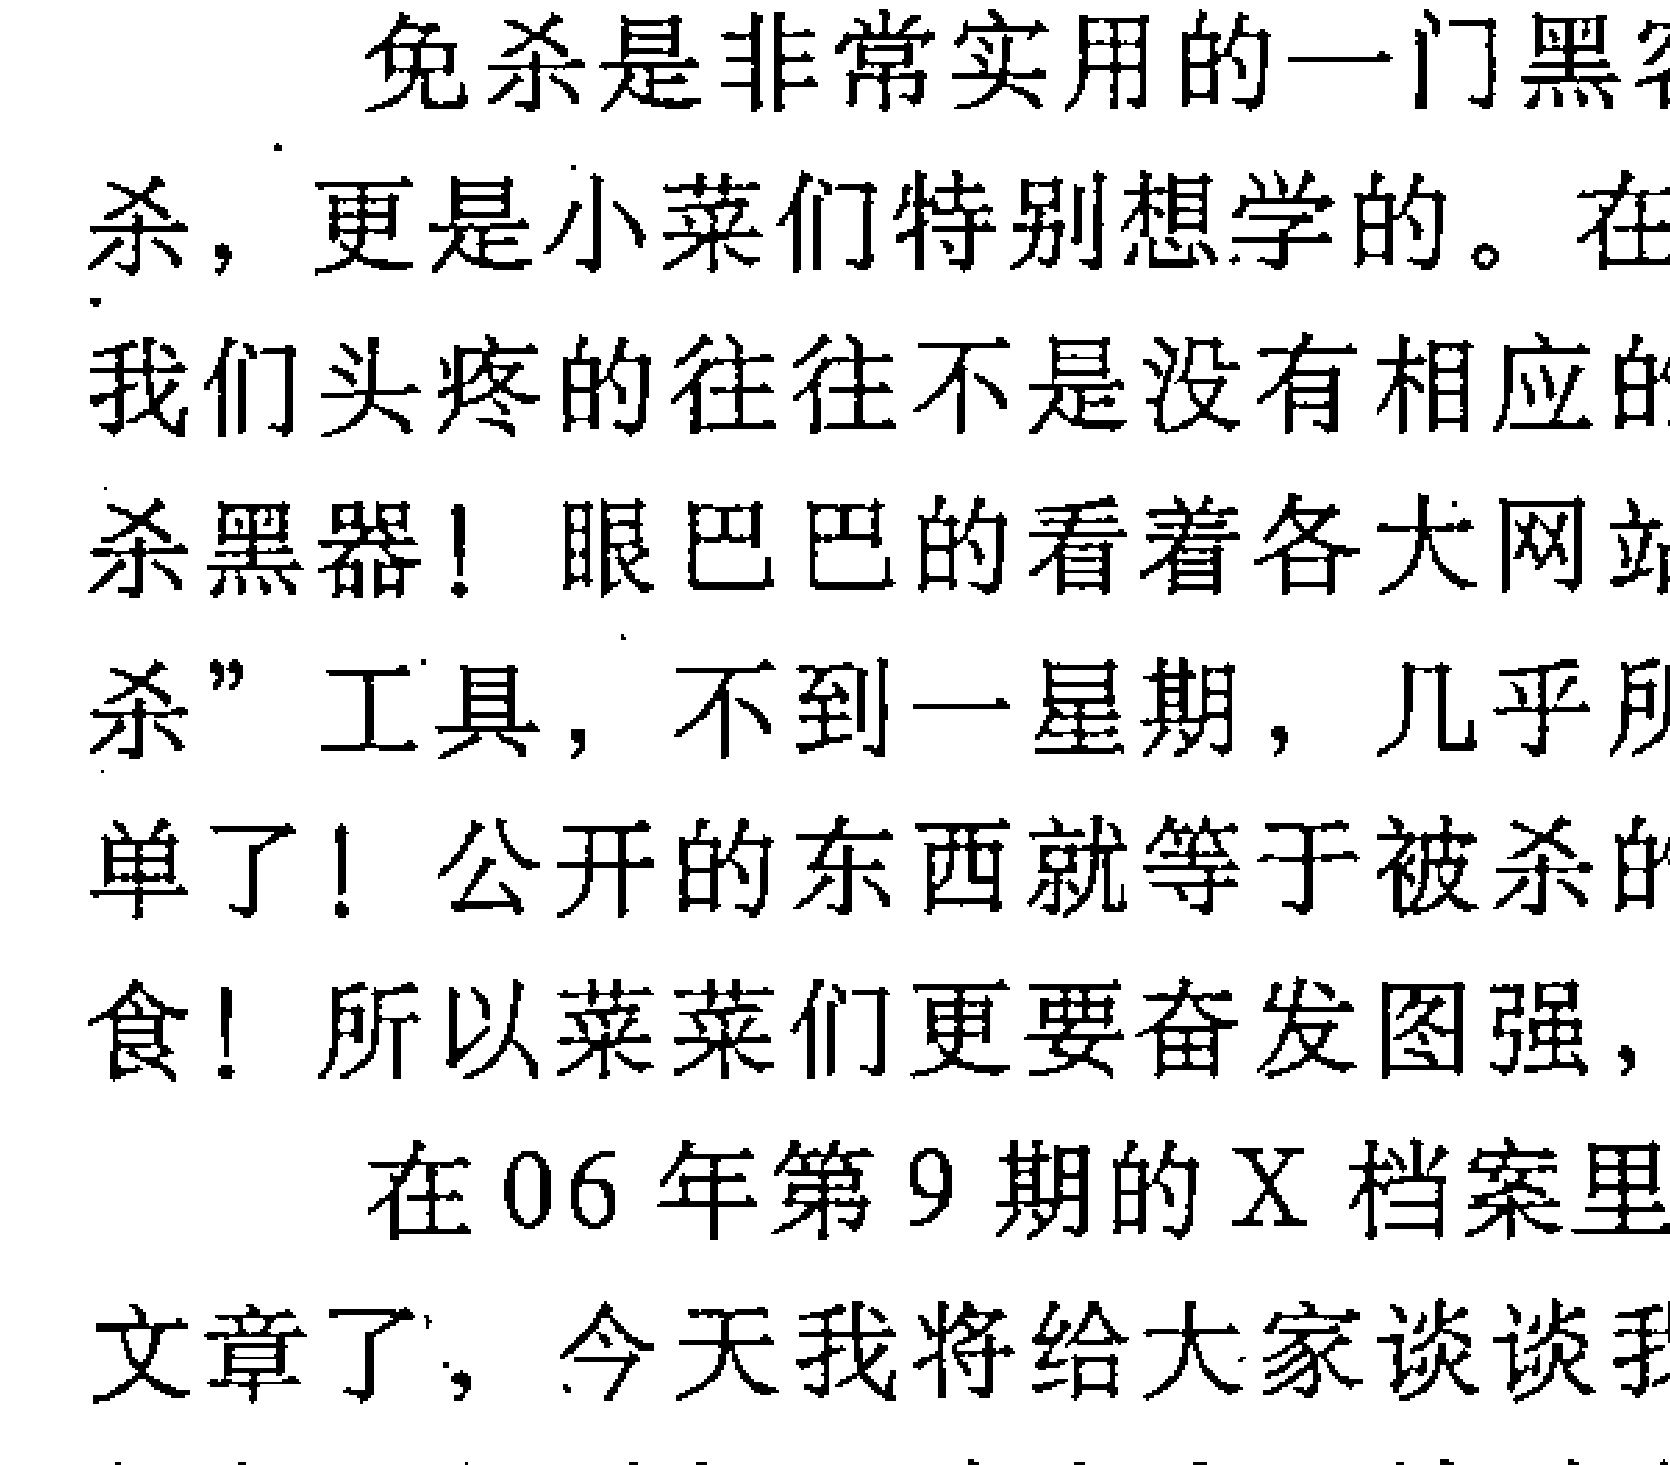 免杀是非常实用的一门黑客
杀，更是小菜们特别想学的。在
我们头疼的往往不是没有相应的
杀黑器！眼巴巴的看着各大网站
杀”工具，不到一星期，几乎所
单了！公开的东西就等于被杀的
食！所以菜菜们更要奋发图强，
在06年第9期的X档案里
文章了，今天我将给大家谈谈我